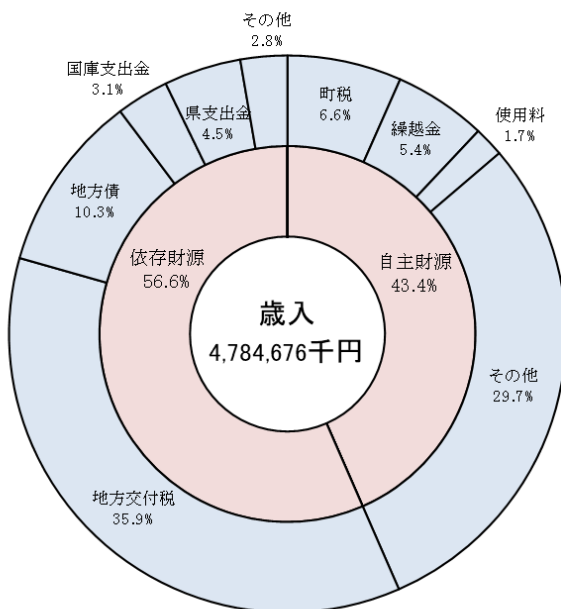 その他
2.8%
国庫支出金
3.1%
県支出金
4.5%
町税
6.6%
繰越金
5.4%
使用料
1.7%
地方債
10.3%
依存財源
56.6%
自主財源
43.4%
歳入
4,784,676千円
その他
29.7%
地方交付税
35.9%